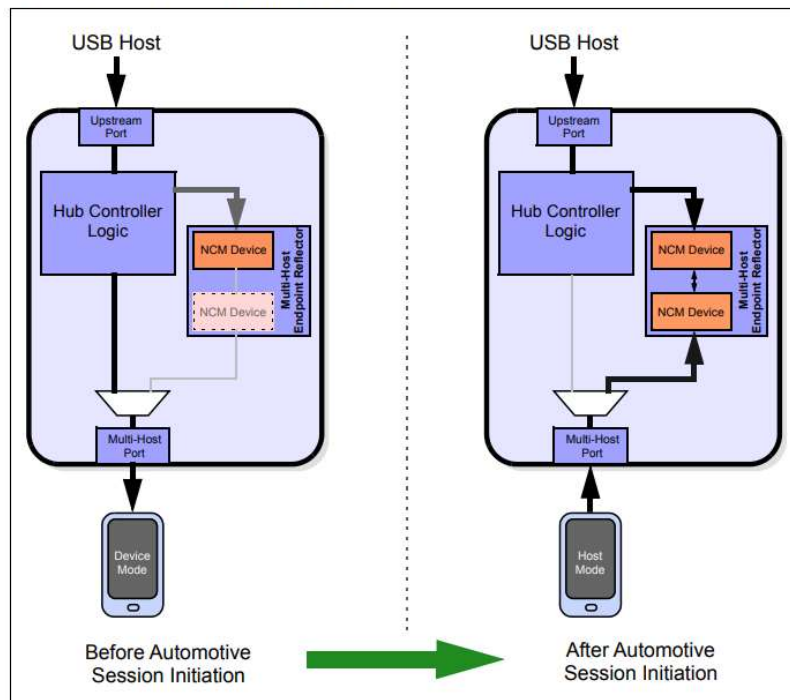 USB Host
Upstream
Port
Hub Controller
Logic
NCM Device
NCM Device
Multi-Host
Endpoint Reflector
Multi-Host
Port
Device
Mode
Before Automotive
Session Initiation
USB Host
Upstream
Port
Hub Controller
Logic
NCM Device
NCM Device
Multi-Host
Endpoint Reflector
Multi-Host
Port
Host
Mode
After Automotive
Session Initiation